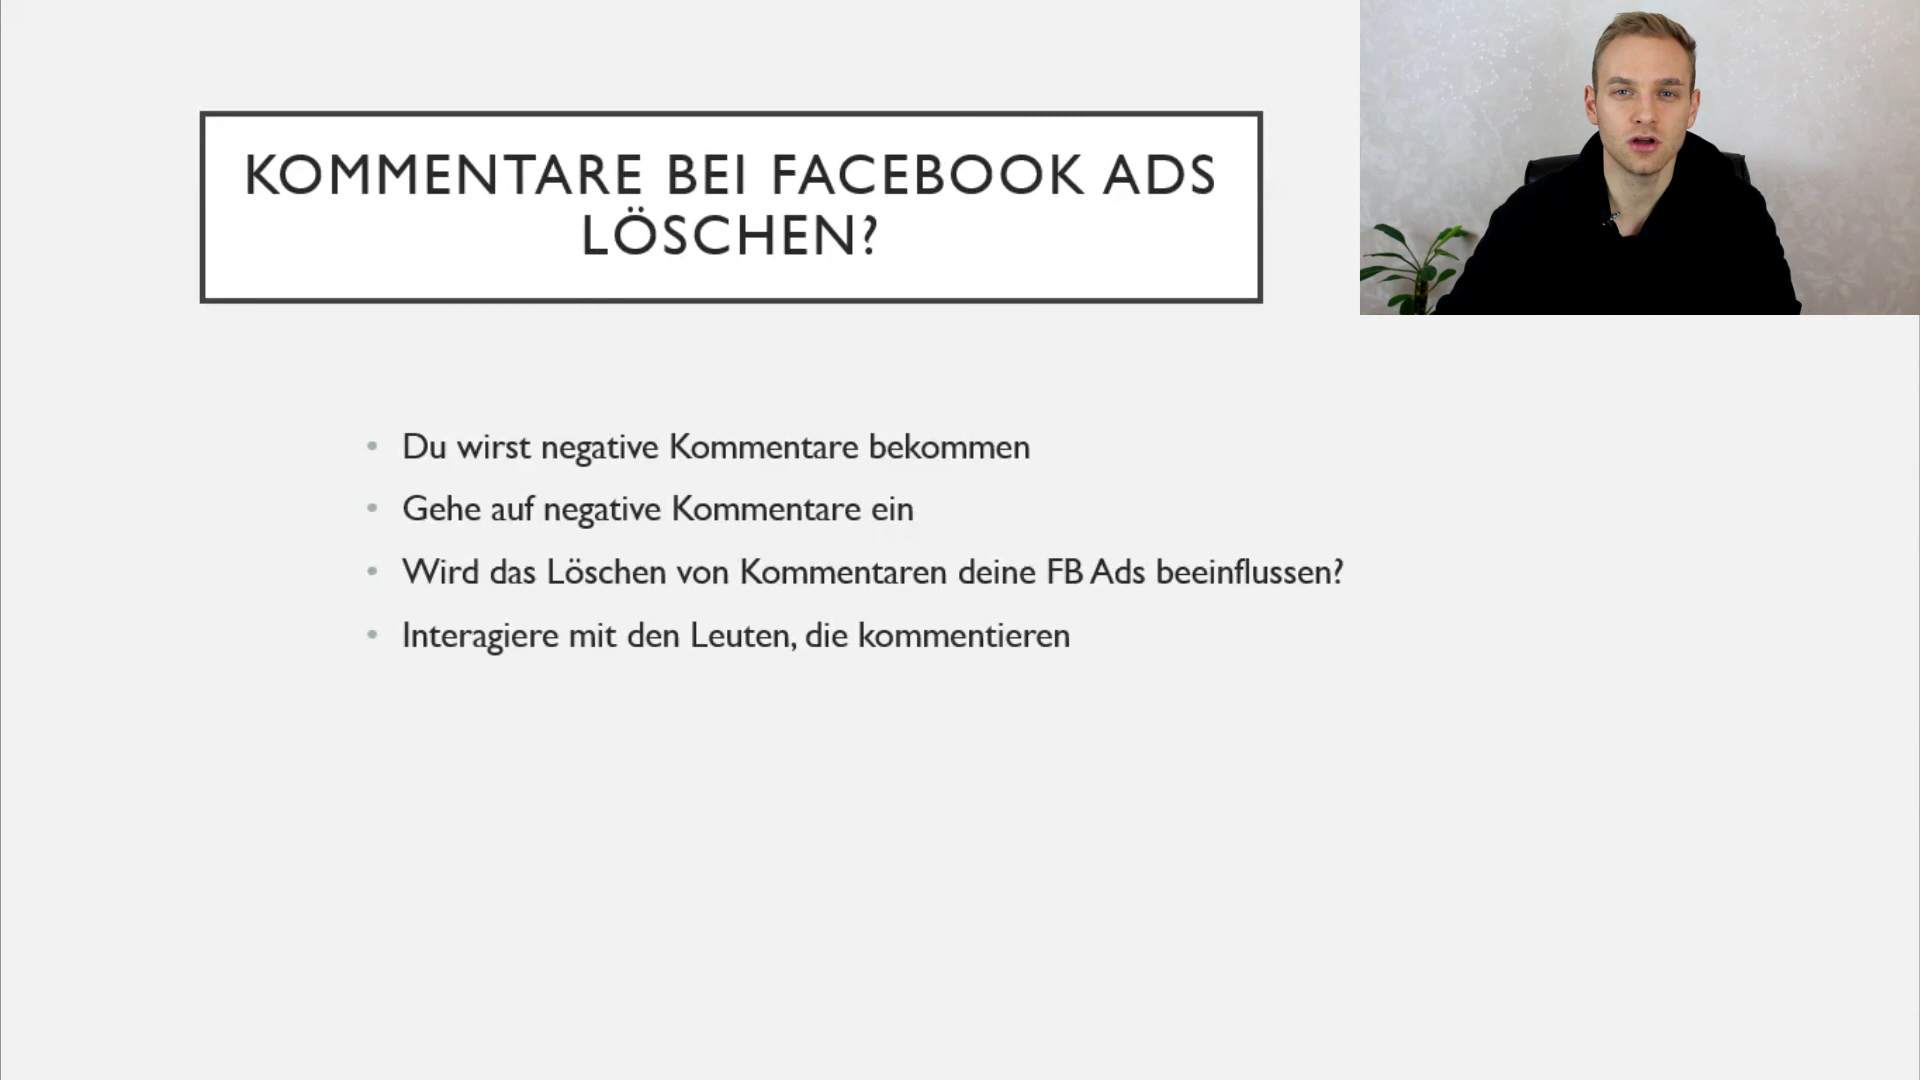 KOMMENTARE BEI FACEBOOK ADS
LÖSCHEN?
• Du wirst negative Kommentare bekommen
• Gehe auf negative Kommentare ein
• Wird das Löschen von Kommentaren deine FB Ads beeinflussen?
• Interagiere mit den Leuten, die kommentieren